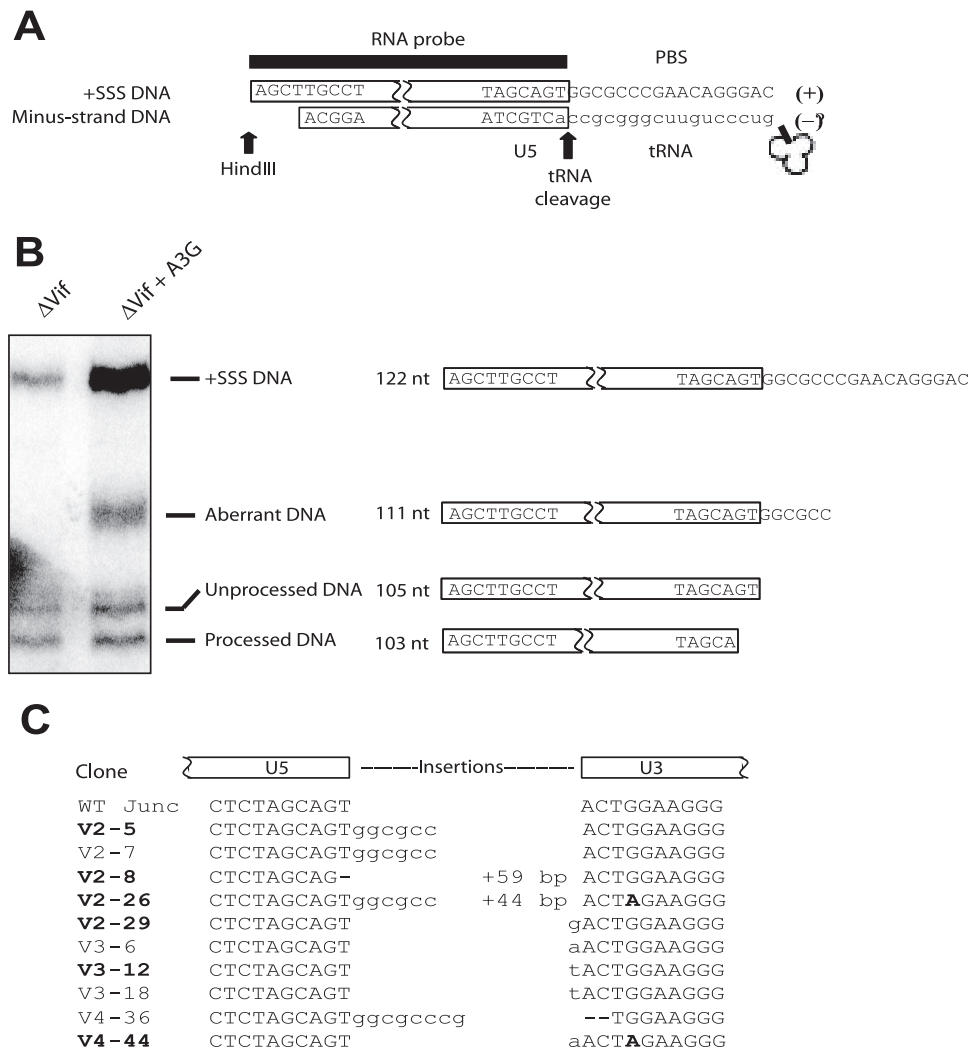 A
RNA probe
PBS
+SSS DNA AGCTTGCCT TAGCAGTGGCGCCCGAACAGGGAC (+)
Minus-strand DNA ACGGA ATCGTCaccgcgggcuugucccug (-)
HindIII U5 tRNA cleavage tRNA
B
ΔVif ΔVif + A3G
+SSS DNA 122 nt AGCTTGCCT TAGCAGTGGCGCCCGAACAGGGAC
Aberrant DNA 111 nt AGCTTGCCT TAGCAGTGGCGCC
Unprocessed DNA 105 nt AGCTTGCCT TAGCAGT
Processed DNA 103 nt AGCTTGCCT TAGCA
C
Clone U5 -----Insertions------- U3
WT Junc CTCTAGCAGT ACTGGAAGGG
V2-5 CTCTAGCAGTggcgcc ACTGGAAGGG
V2-7 CTCTAGCAGTggcgcc ACTGGAAGGG
V2-8 CTCTAGCAG- +59 bp ACTGGAAGGG
V2-26 CTCTAGCAGTggcgcc +44 bp ACTAGAAGGG
V2-29 CTCTAGCAGT gACTGGAAGGG
V3-6 CTCTAGCAGT aACTGGAAGGG
V3-12 CTCTAGCAGT tACTGGAAGGG
V3-18 CTCTAGCAGT tACTGGAAGGG
V4-36 CTCTAGCAGTggcgcccg --TGGAAGGG
V4-44 CTCTAGCAGT aACTAGAAGGG